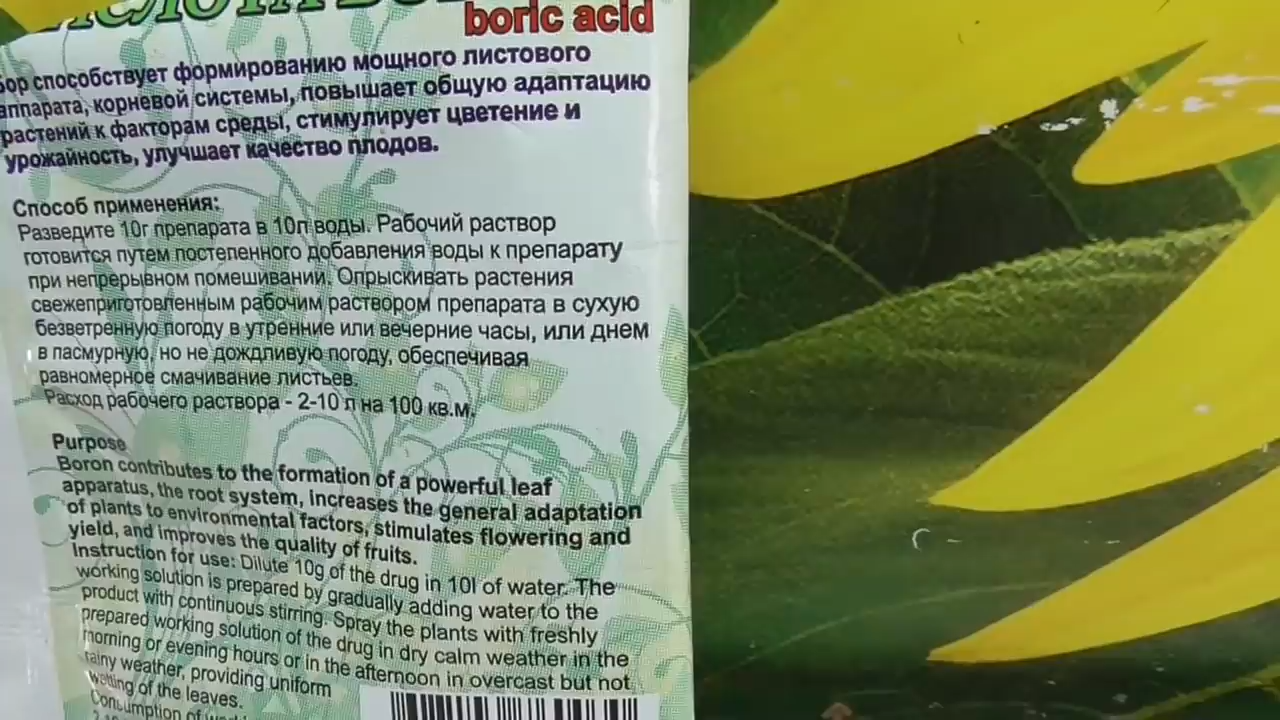 boric acid
Бор способствует формированию мощного листового
аппарата, корневой системы, повышает общую адаптацию
растений к факторам среды, стимулирует цветение и
урожайность, улучшает качество плодов.
Способ применения:
Разведите 10г препарата в 10л воды. Рабочий раствор
готовится путем постепенного добавления воды к препарату
при непрерывном помешивании. Опрыскивать растения
свежеприготовленным рабочим раствором препарата в сухую
безветренную погоду в утренние или вечерние часы, или днем
в пасмурную, но не дождливую погоду, обеспечивая
равномерное смачивание листьев.
Расход рабочего раствора - 2-10 л на 100 кв.м.
Purpose
Boron contributes to the formation of a powerful leaf
apparatus, the root system, increases the general adaptation
of plants to environmental factors, stimulates flowering and
yield, and improves the quality of fruits.
Instruction for use: Dilute 10g of the drug in 10l of water. The
working solution is prepared by gradually adding water to the
product with continuous stirring. Spray the plants with freshly
prepared working solution of the drug in dry calm weather in the
morning or evening hours or in the afternoon in overcast but not
rainy weather, providing uniform
wetting of the leaves.
Consumption of